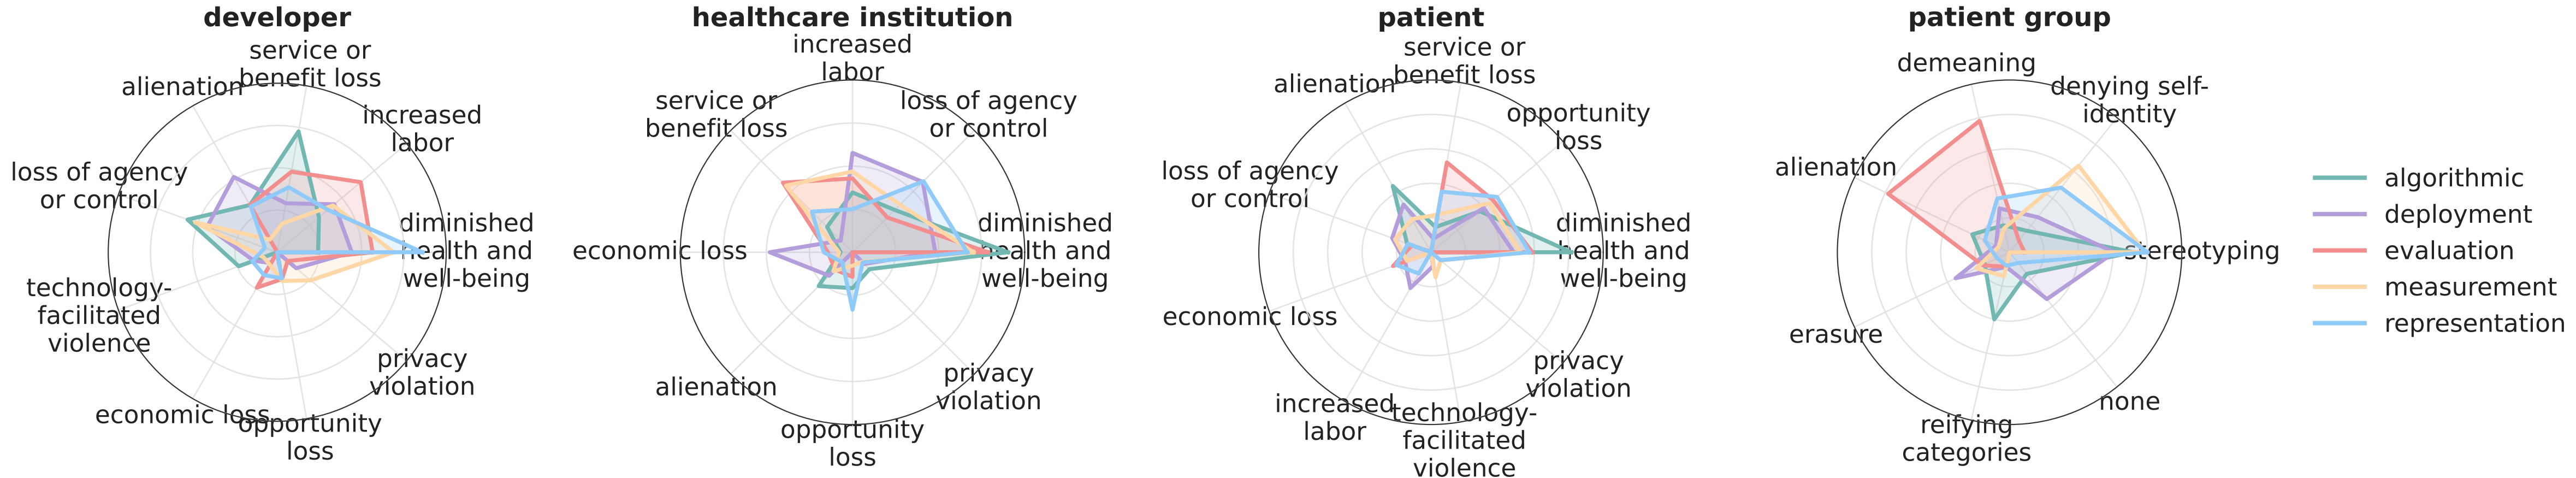 developer
service or
benefit loss
alienation
increased
labor
loss of agency
or control
diminished
health and
well-being
technology-
facilitated
violence
privacy
violation
economic loss
opportunity
loss
healthcare institution
increased
labor
service or
benefit loss
loss of agency
or control
economic loss
diminished
health and
well-being
alienation
privacy
violation
opportunity
loss
patient
service or
benefit loss
alienation
opportunity
loss
loss of agency
or control
diminished
health and
well-being
economic loss
privacy
violation
increased
labor
technology-
facilitated
violence
patient group
demeaning
denying self-
identity
alienation
stereotyping
erasure
none
reifying
categories
algorithmic
deployment
evaluation
measurement
representation